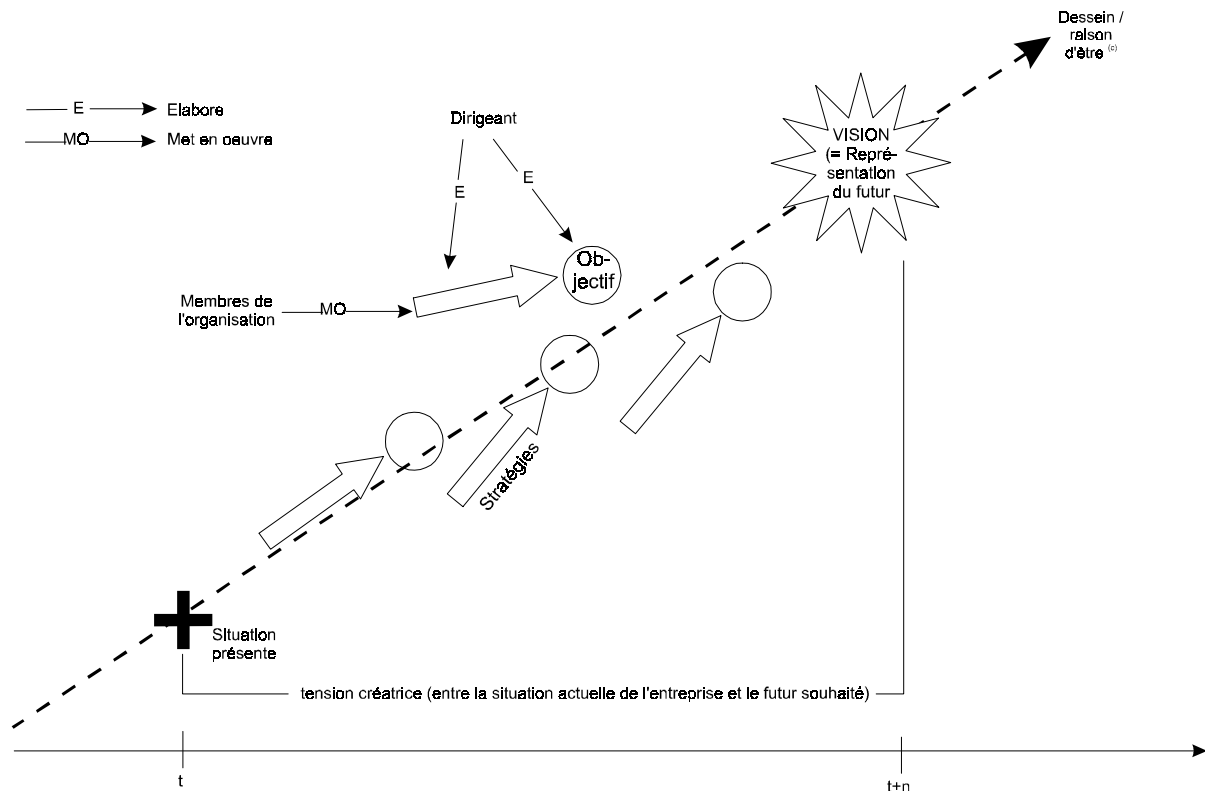 Dessein /
raison
d'être (c)
E
Elabore
MO
Met en oeuvre
Dirigeant
E
E
VISION
(= Repré-
sentation
du futur
Ob-
jectif
Membres de
l'organisation
MO
Stratégies
Situation
présente
tension créatrice (entre la situation actuelle de l'entreprise et le futur souhaité)
t
t+n